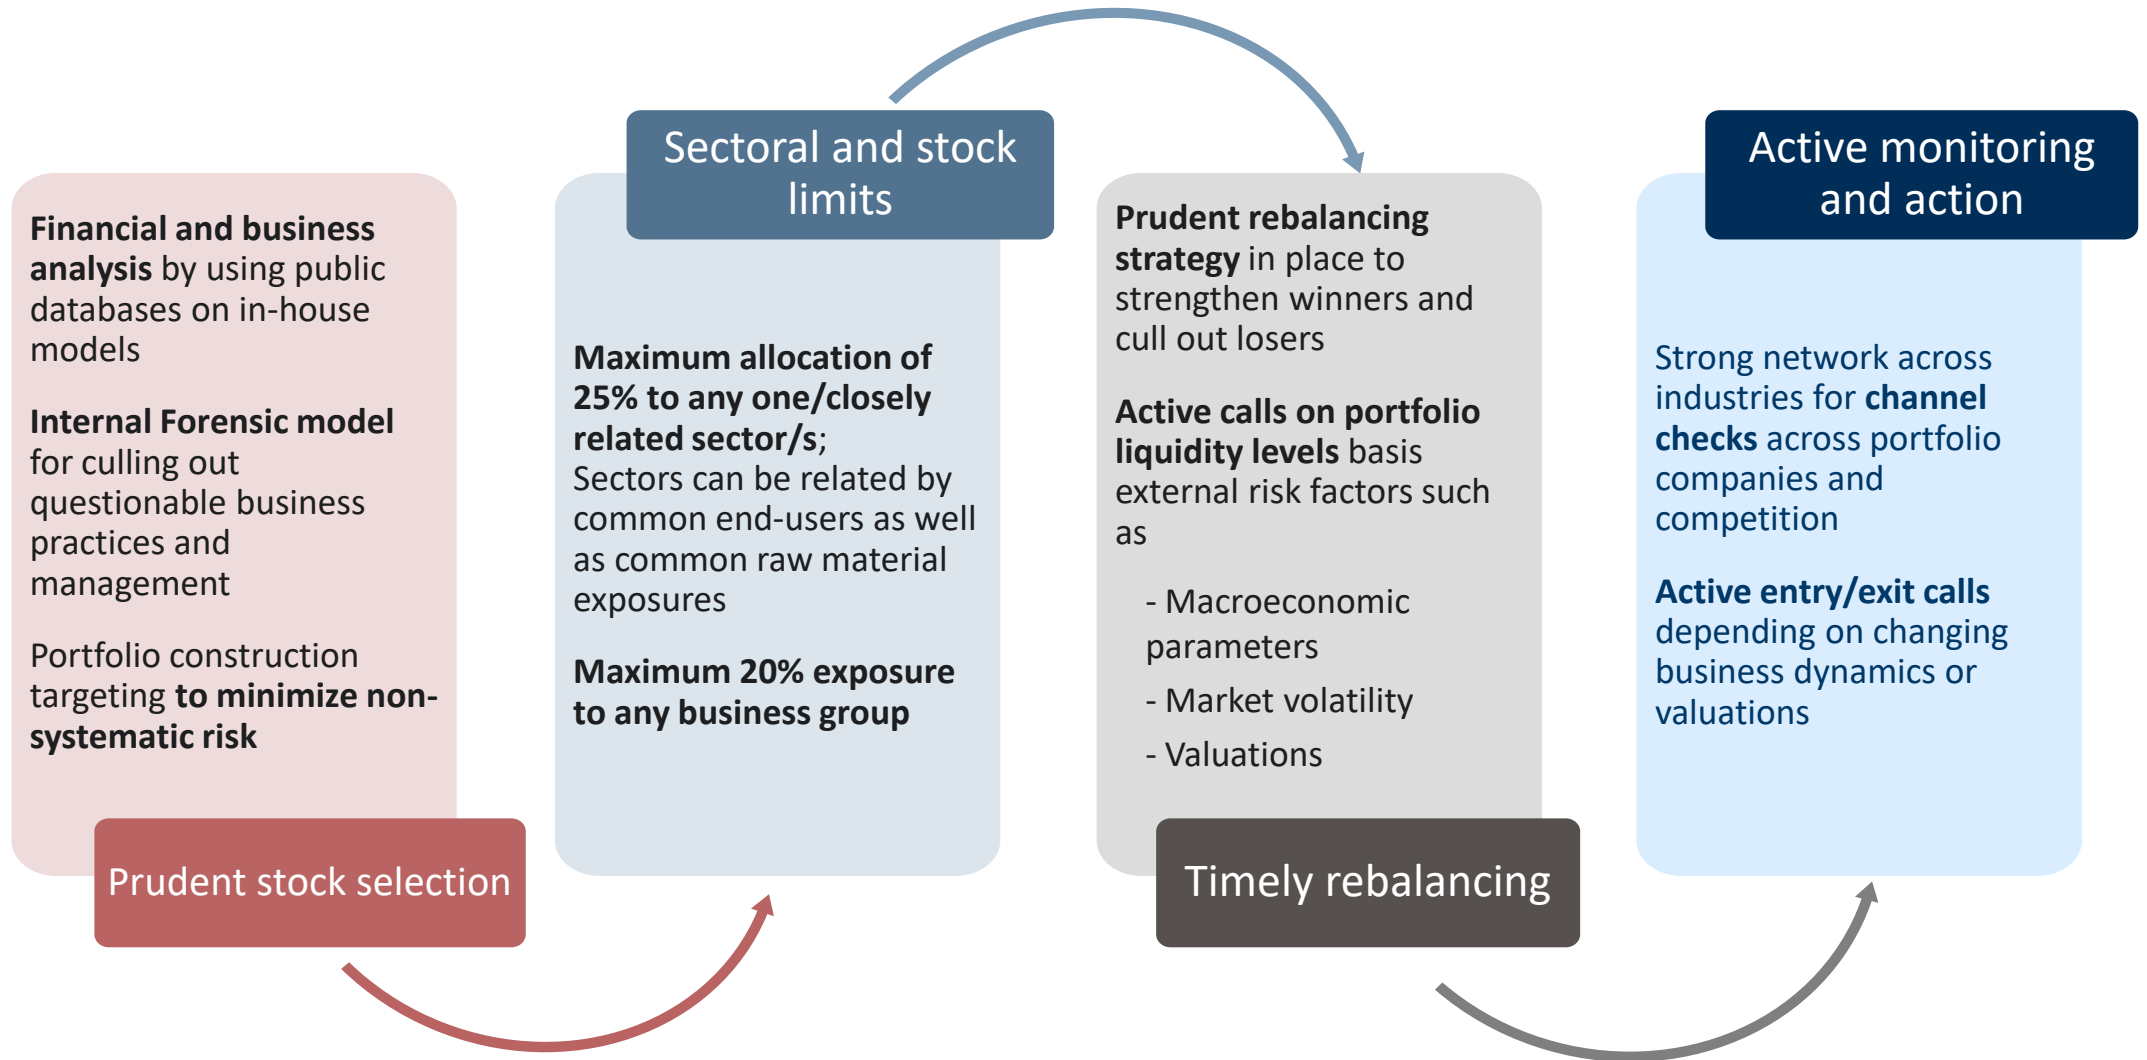 Financial and business
analysis by using public
databases on in-house
models
Internal Forensic model
for culling out
questionable business
practices and
management
Portfolio construction
targeting to minimize non-
systematic risk
Prudent stock selection
Sectoral and stock
limits
Maximum allocation of
25% to any one/closely
related sector/s;
Sectors can be related by
common end-users as well
as common raw material
exposures
Maximum 20% exposure
to any business group
Prudent rebalancing
strategy in place to
strengthen winners and
cull out losers
Active calls on portfolio
liquidity levels basis
external risk factors such
as
- Macroeconomic
parameters
- Market volatility
- Valuations
Timely rebalancing
Active monitoring
and action
Strong network across
industries for channel
checks across portfolio
companies and
competition
Active entry/exit calls
depending on changing
business dynamics or
valuations